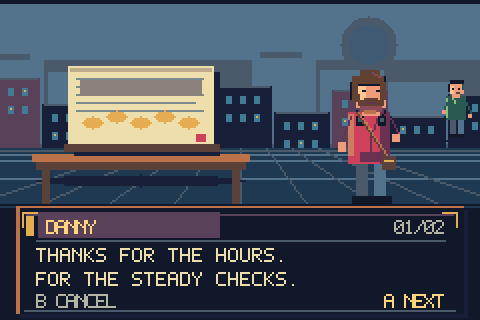 DANNY
01/02
THANKS FOR THE HOURS.
FOR THE STEADY CHECKS.
B CANCEL
A NEXT